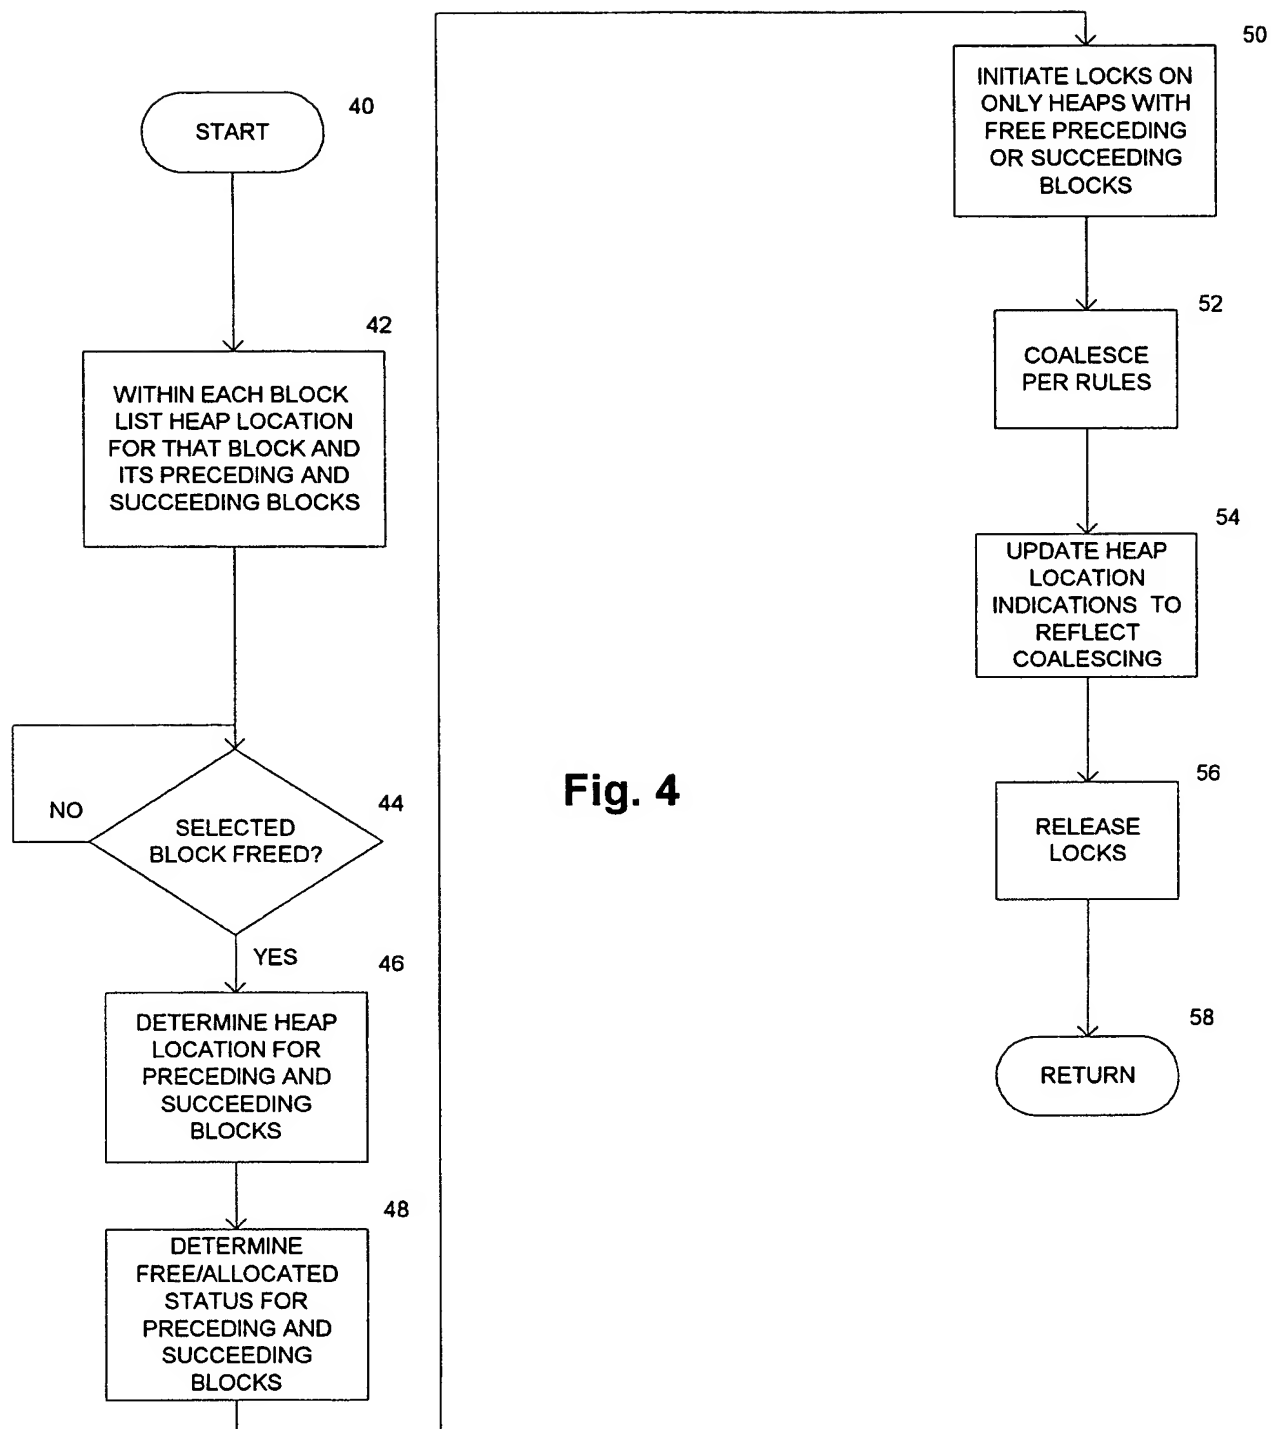 40
START
42
WITHIN EACH BLOCK
LIST HEAP LOCATION
FOR THAT BLOCK AND
ITS PRECEDING AND
SUCCEEDING BLOCKS
44
NO
SELECTED
BLOCK FREED?
YES
46
DETERMINE HEAP
LOCATION FOR
PRECEDING AND
SUCCEEDING
BLOCKS
48
DETERMINE
FREE/ALLOCATED
STATUS FOR
PRECEDING AND
SUCCEEDING
BLOCKS
50
INITIATE LOCKS ON
ONLY HEAPS WITH
FREE PRECEDING
OR SUCCEEDING
BLOCKS
52
COALESCE
PER RULES
54
UPDATE HEAP
LOCATION
INDICATIONS TO
REFLECT
COALESCING
56
RELEASE
LOCKS
58
RETURN
Fig. 4